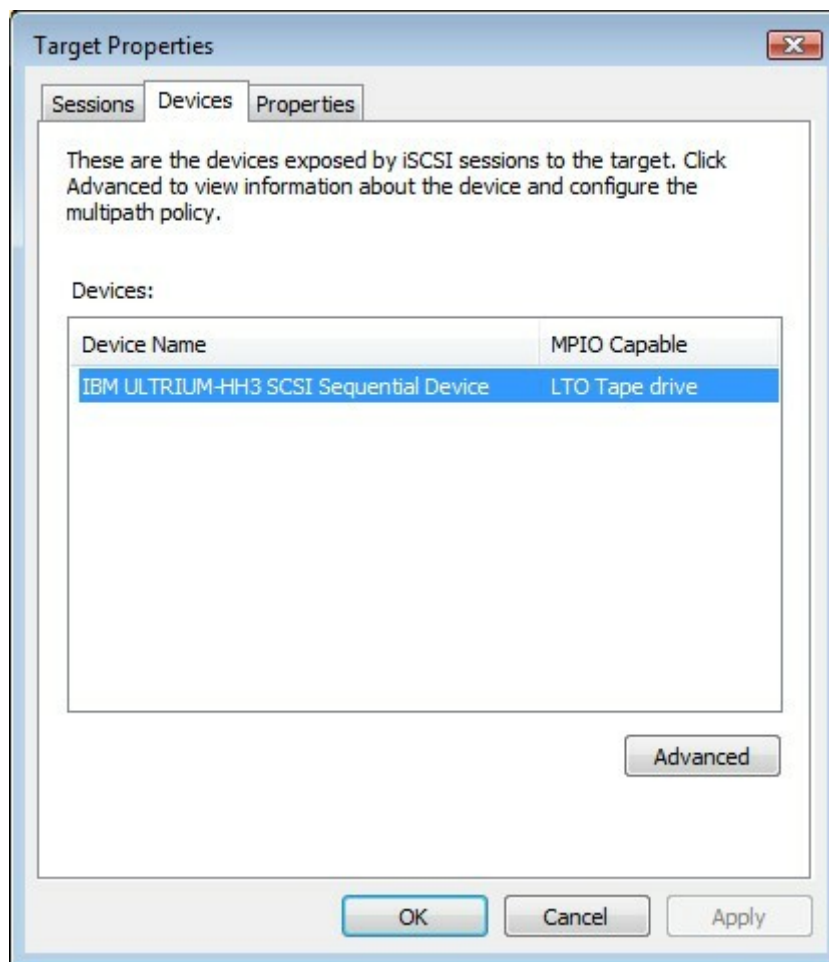 Target Properties
Sessions Devices Properties
These are the devices exposed by iSCSI sessions to the target. Click
Advanced to view information about the device and configure the
multipath policy.
Devices:
Device Name MPIO Capable
IBM ULTRIUM-HH3 SCSI Sequential Device LTO Tape drive
Advanced
OK Cancel Apply